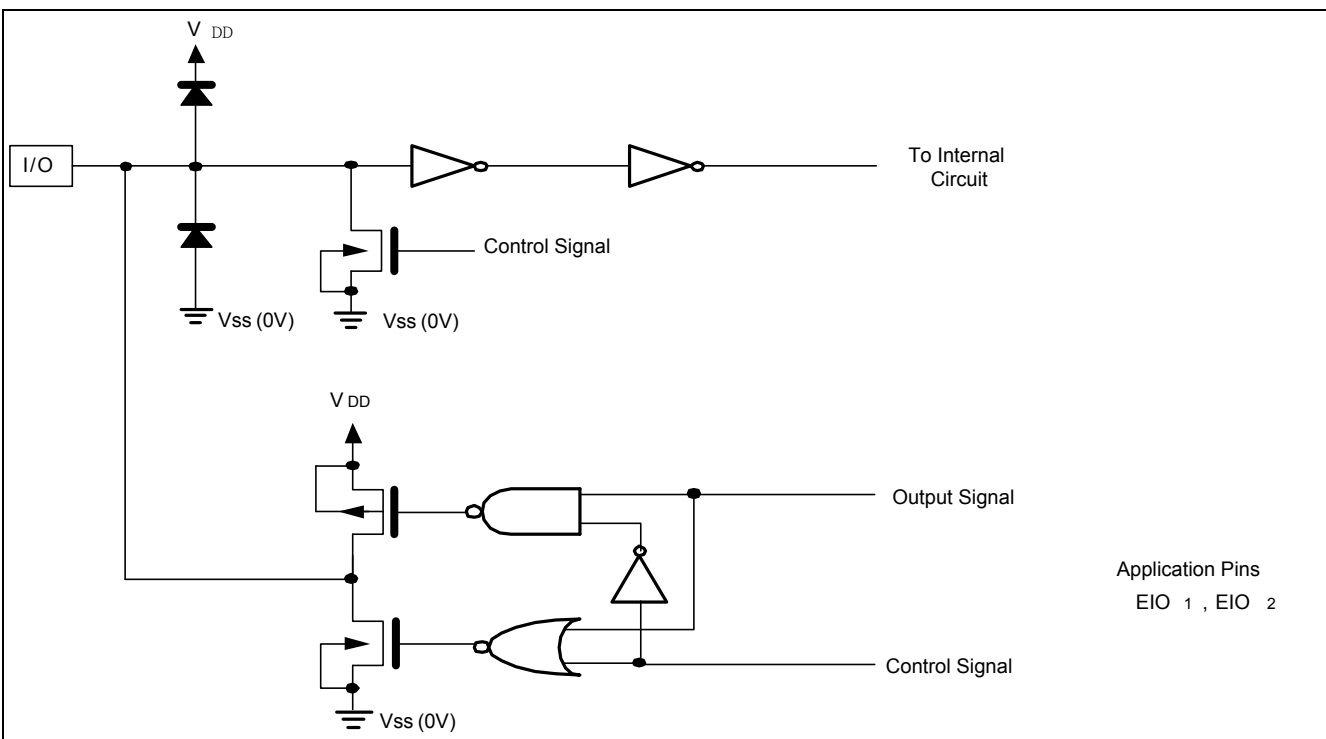 V DD
I/O
To Internal
Circuit
Control Signal
Vss (0V)
Vss (0V)
V DD
Output Signal
Application Pins
EIO 1 , EIO 2
Control Signal
Vss (0V)